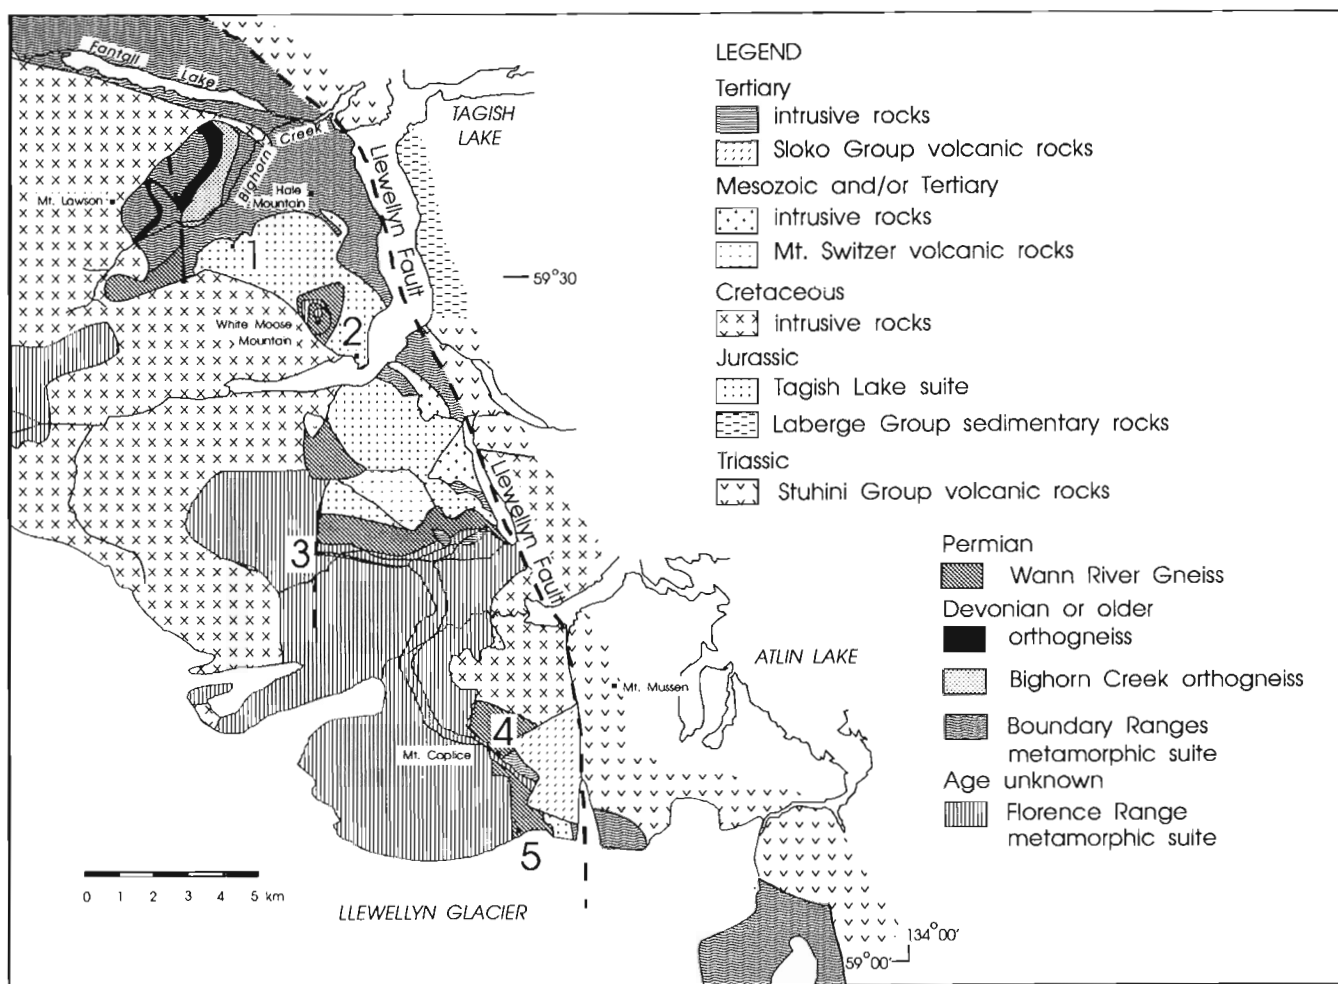 Fantail
Lake
TAGISH
LAKE
Bighorn Creek
Mt. Lawson
Hale
Mountain
Llewellyn Fault
1
59°30
White Moose
Mountain
2
3
Llewellyn Fault
Mt. Mussen
ATLIN LAKE
4
Mt. Caplice
5
0 1 2 3 4 5 km
LLEWELLYN GLACIER
134°00'
59°00'
LEGEND
Tertiary
intrusive rocks
Sloko Group volcanic rocks
Mesozoic and/or Tertiary
intrusive rocks
Mt. Switzer volcanic rocks
Cretaceous
intrusive rocks
Jurassic
Tagish Lake suite
Laberge Group sedimentary rocks
Triassic
Stuhini Group volcanic rocks
Permian
Wann River Gneiss
Devonian or older
orthogneiss
Bighorn Creek orthogneiss
Boundary Ranges
metamorphic suite
Age unknown
Florence Range
metamorphic suite